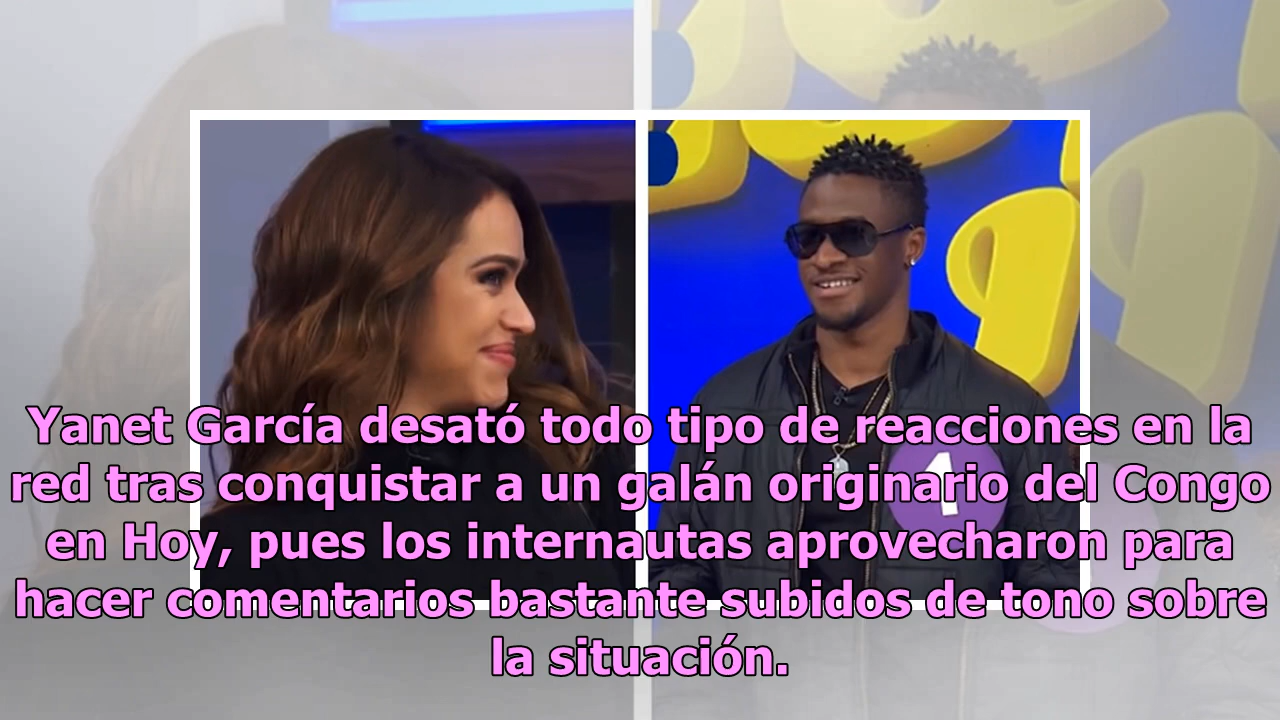 Yanet García desató todo tipo de reacciones en la
red tras conquistar a un galán originario del Congo
en Hoy, pues los internautas aprovecharon para
hacer comentarios bastante subidos de tono sobre
la situación.
1